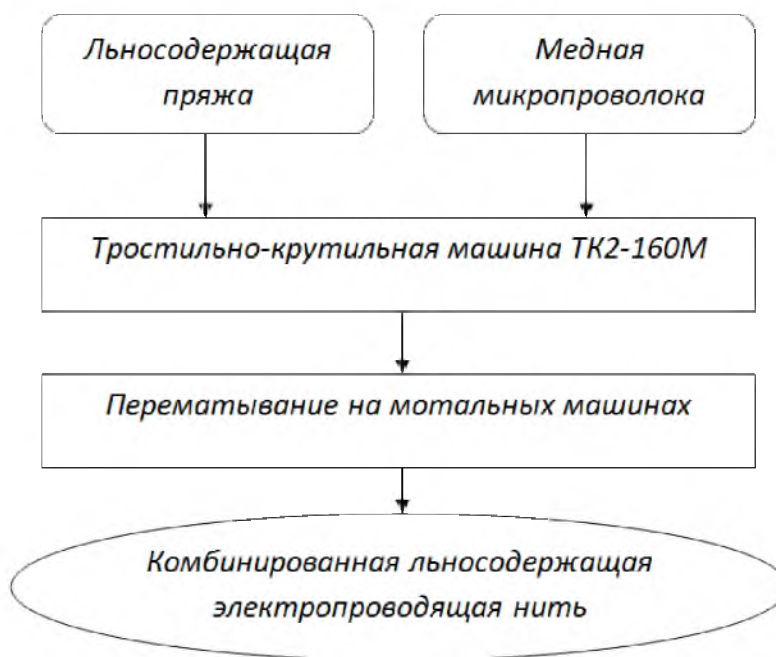 Льносодержащая
пряжа
Медная
микропроволока
Тростильно-крутильная машина ТК2-160М
Перематывание на мотальных машинах
Комбинированная льносодержащая
электропроводящая нить